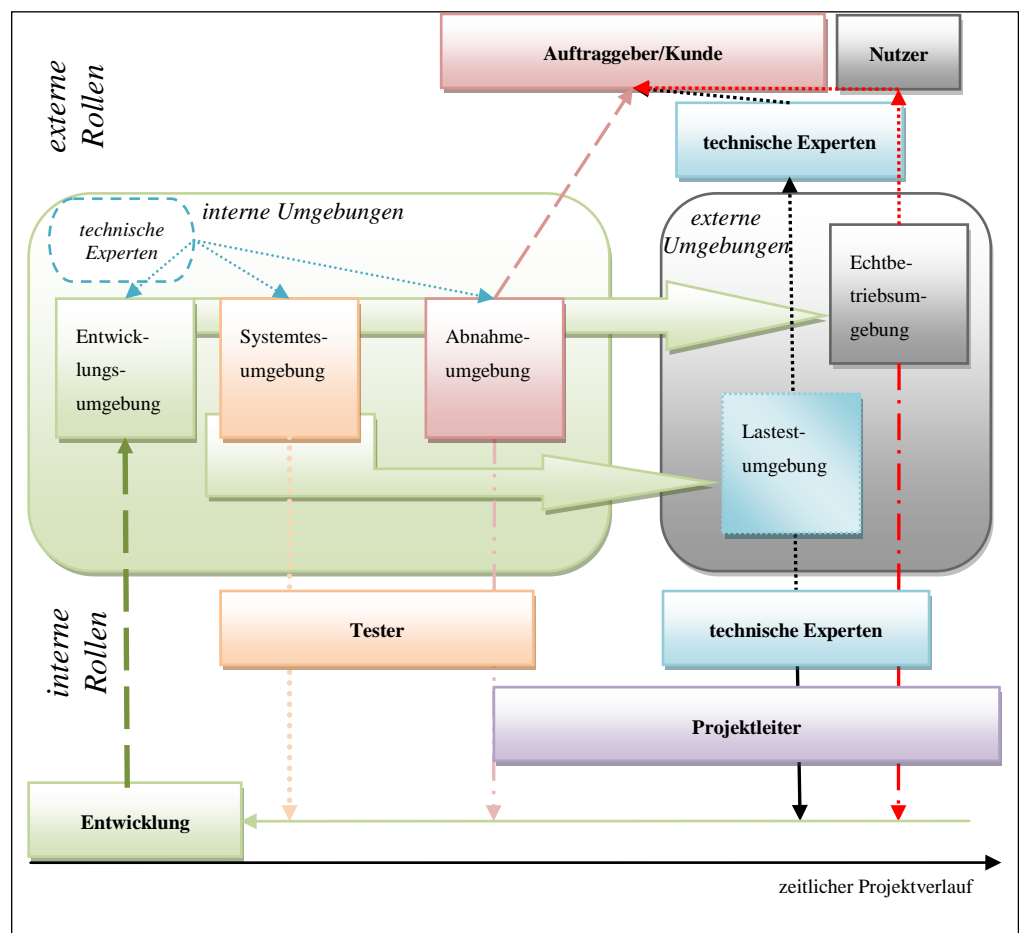 externe
Rollen
Auftraggeber/Kunde
Nutzer
technische Experten
interne Umgebungen
technische
Experten
externe
Umgebungen
Entwick-
lungs-
umgebung
Systemtes-
umgebung
Abnahme-
umgebung
Echtbe-
triebsum-
gebung
Lastest-
umgebung
interne
Rollen
Tester
technische Experten
Projektleiter
Entwicklung
zeitlicher Projektverlauf